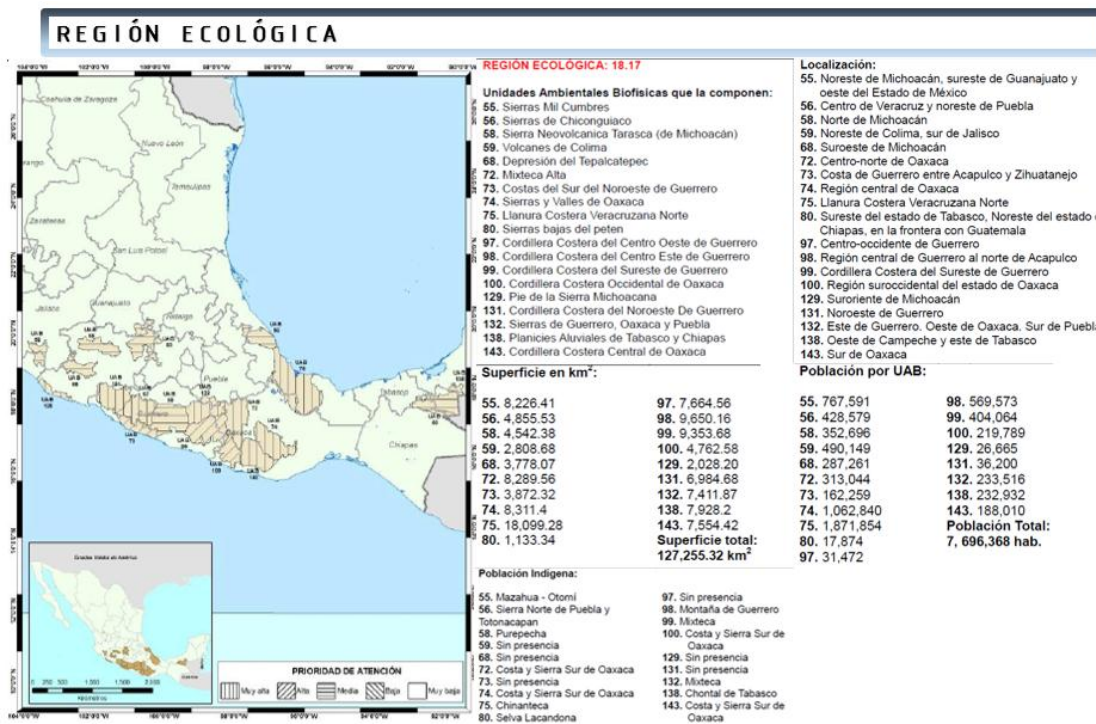 REGIÓN ECOLÓGICA
REGIÓN ECOLÓGICA: 18.17
Unidades Ambientales Biofísicas que la componen:
55. Sierras Mil Cumbres
56. Sierras de Chiconguiaco
58. Sierra Neovolcanica Tarasca (de Michoacán)
59. Volcanes de Colima
68. Depresión del Tepalcatepec
72. Mixteca Alta
73. Costas del Sur del Noroeste de Guerrero
74. Sierras y Valles de Oaxaca
75. Llanura Costera Veracruzana Norte
80. Sierras bajas del peten
97. Cordillera Costera del Centro Oeste de Guerrero
98. Cordillera Costera del Centro Este de Guerrero
99. Cordillera Costera del Sureste de Guerrero
100. Cordillera Costera Occidental de Oaxaca
129. Pie de la Sierra Michoacana
131. Cordillera Costera del Noroeste De Guerrero
132. Sierras de Guerrero, Oaxaca y Puebla
138. Planicies Aluviales de Tabasco y Chiapas
143. Cordillera Costera Central de Oaxaca
Localización:
55. Noreste de Michoacán, sureste de Guanajuato y
oeste del Estado de México
56. Centro de Veracruz y noreste de Puebla
58. Norte de Michoacán
59. Noreste de Colima, sur de Jalisco
68. Suroeste de Michoacán
72. Centro-norte de Oaxaca
73. Costa de Guerrero entre Acapulco y Zihuatanejo
74. Región central de Oaxaca
75. Llanura Costera Veracruzana Norte
80. Sureste del estado de Tabasco, Noreste del estado
Chiapas, en la frontera con Guatemala
97. Centro-occidente de Guerrero
98. Región central de Guerrero al norte de Acapulco
99. Cordillera Costera del Sureste de Guerrero
100. Región suroccidental del estado de Oaxaca
129. Suroriente de Michoacán
131. Noroeste de Guerrero
132. Este de Guerrero. Oeste de Oaxaca. Sur de Puebla
138. Oeste de Campeche y este de Tabasco
143. Sur de Oaxaca
Superficie en km²:
55. 8,226.41
56. 4,855.53
58. 4,542.38
59. 2,808.68
68. 3,778.07
72. 8,289.56
73. 3,872.32
74. 8,311.4
75. 18,099.28
80. 1,133.34
97. 7,664.56
98. 9,650.16
99. 9,353.68
100. 4,762.58
129. 2,028.20
131. 6,984.68
132. 7,411.87
138. 7,928.2
143. 7,554.42
Superficie total:
127,255.32 km²
Población por UAB:
55. 767,591
56. 428,579
58. 352,696
59. 490,149
68. 287,261
72. 313,044
73. 162,259
74. 1,062,840
75. 1,871,854
80. 17,874
97. 31,472
98. 569,573
99. 404,064
100. 219,789
129. 26,665
131. 36,200
132. 233,516
138. 232,932
143. 188,010
Población Total:
7, 696,368 hab.
Población Indígena:
55. Mazahua - Otomí
56. Sierra Norte de Puebla y
Totonacapan
58. Purepecha
59. Sin presencia
68. Sin presencia
72. Costa y Sierra Sur de Oaxaca
73. Sin presencia
74. Costa y Sierra Sur de Oaxaca
75. Chinanteca
80. Selva Lacandona
97. Sin presencia
98. Montaña de Guerrero
99. Mixteca
100. Costa y Sierra Sur de
Oaxaca
129. Sin presencia
131. Sin presencia
132. Mixteca
138. Chontal de Tabasco
143. Costa y Sierra Sur de
Oaxaca
Coahuila de Zaragoza
Nuevo León
Tamaulipas
Zacatecas
San Luis Potosí
Jalisco
Guanajuato
Hidalgo
Puebla
Oaxaca
Tabasco
Chiapas
PRIORIDAD DE ATENCIÓN
Muy alta
Alta
Media
Baja
Muy baja